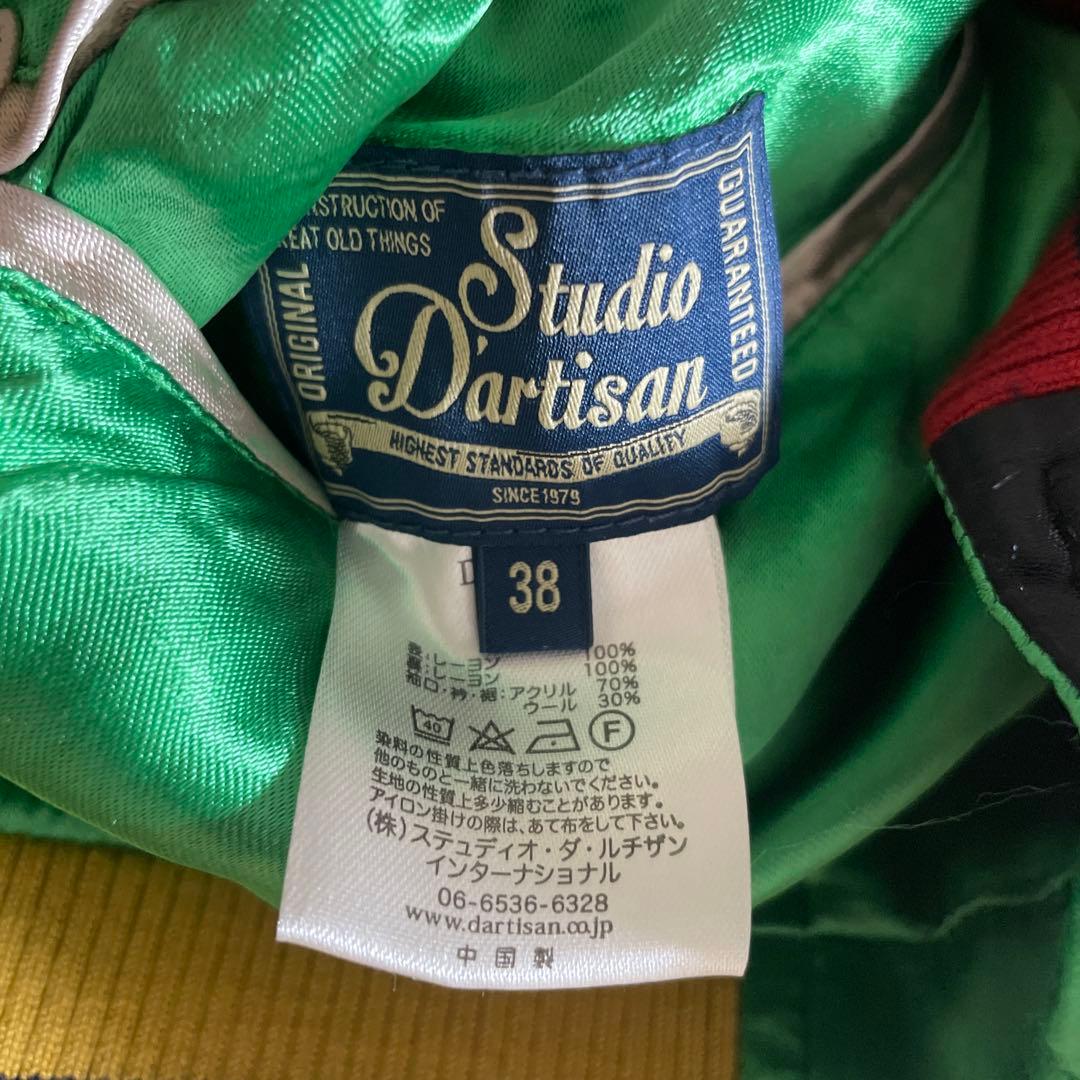 NSTRUCTION OF
REAT OLD THINGS
ORIGINAL
Studio
D'artisan
GUARANTEED
HIGHEST STANDARDS OF QUALITY
SINCE 1979
D
38
表:レーヨン 100%
裏:レーヨン 100%
袖口・衿・裾:アクリル 70%
ウール 30%
40
F
染料の性質上色落ちしますので
他のものと一緒に洗わないでください。
生地の性質上多少縮むことがあります。
アイロン掛けの際は、あて布をして下さい。
(株)ステュディオ・ダ・ルチザン
インターナショナル
06-6536-6328
www.dartisan.co.jp
中国製